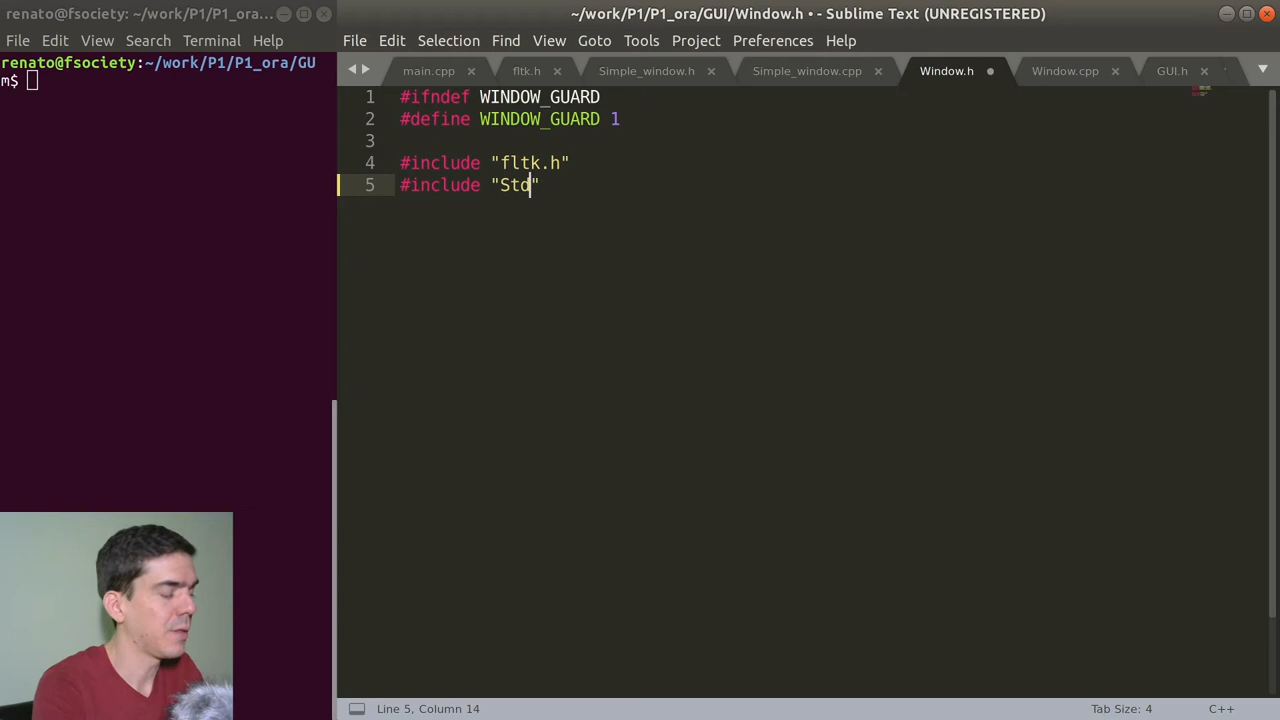 renato@fsociety: ~/work/P1/P1_ora...
File Edit View Search Terminal Help
renato@fsociety:~/work/P1/P1_ora/GU
m$
~/work/P1/P1_ora/GUI/Window.h • - Sublime Text (UNREGISTERED)
File Edit Selection Find View Goto Tools Project Preferences Help
main.cpp fltk.h Simple_window.h Simple_window.cpp Window.h Window.cpp GUI.h
1 #ifndef WINDOW_GUARD
2 #define WINDOW_GUARD 1
3
4 #include "fltk.h"
5 #include "Std"
Line 5, Column 14
Tab Size: 4
C++